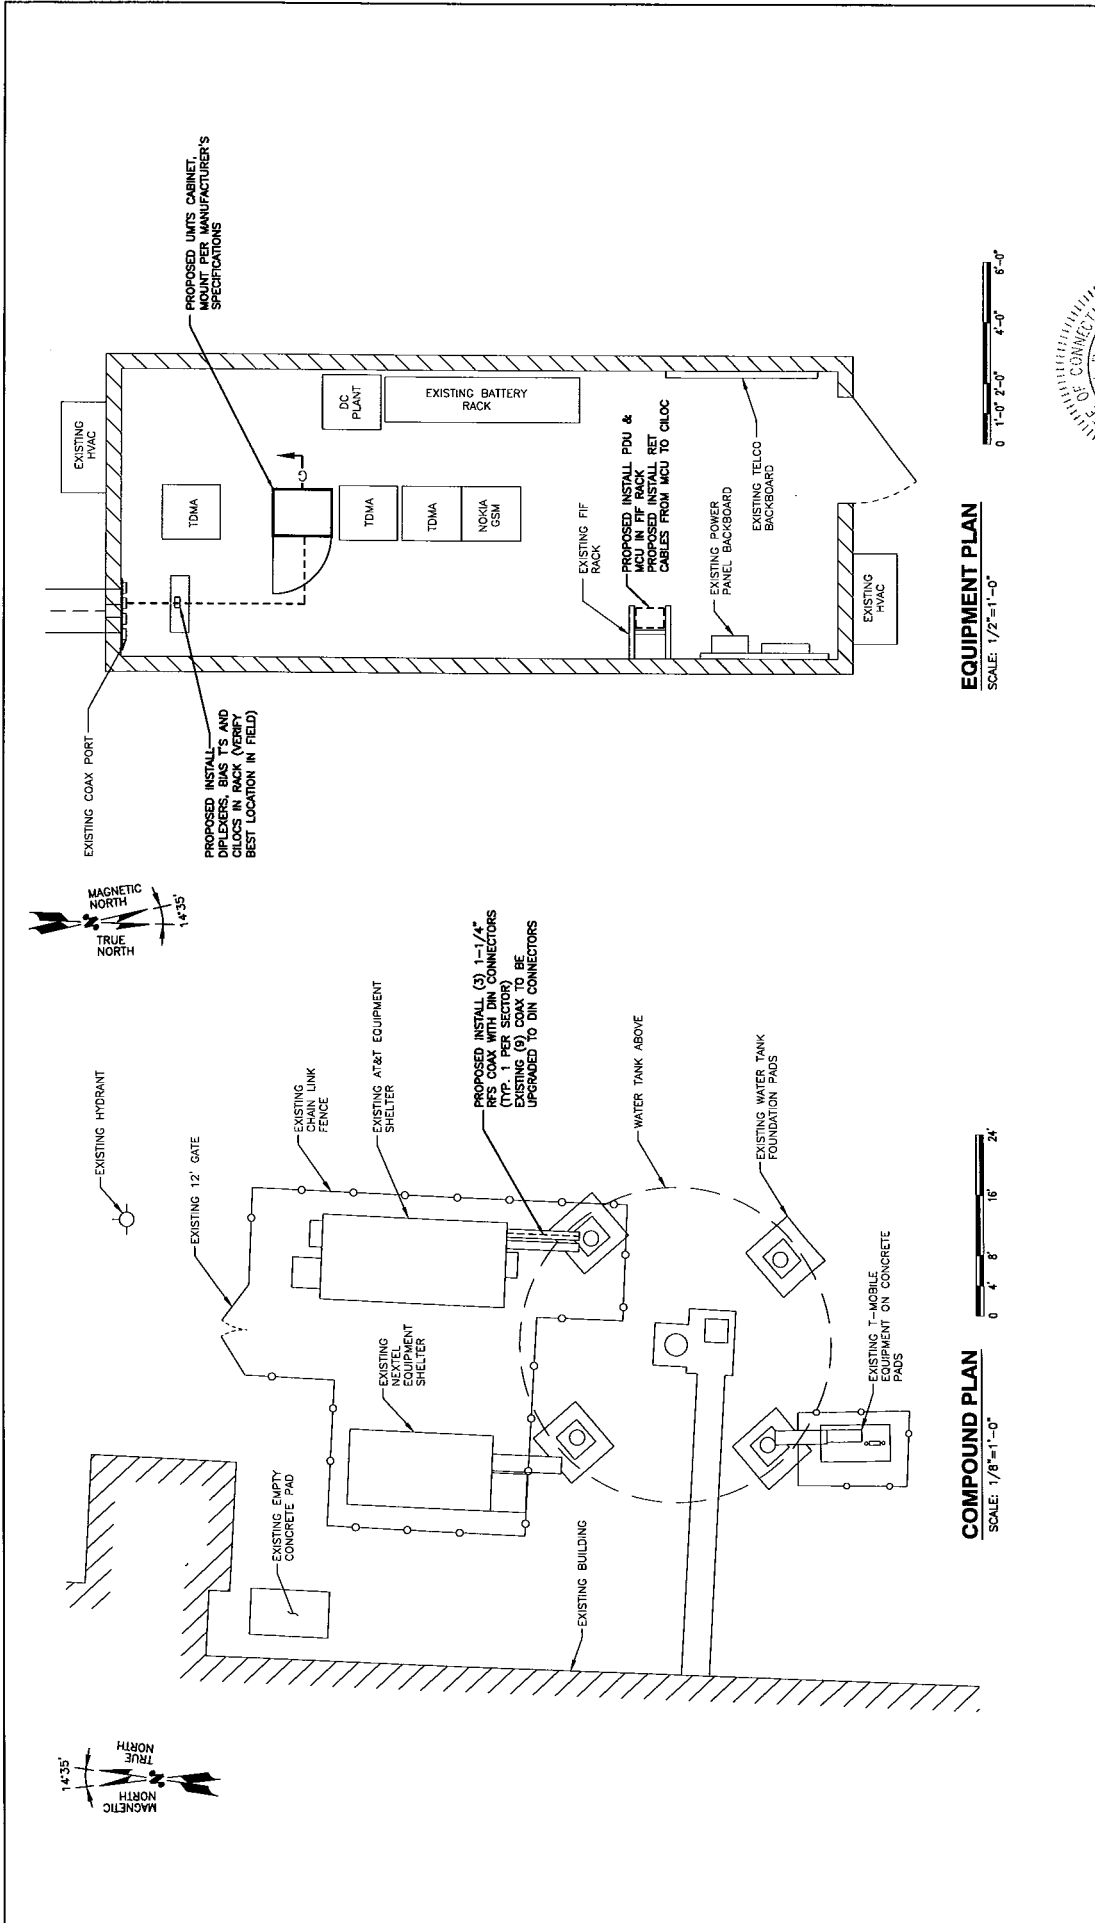 14°35'
MAGNETIC
NORTH
TRUE
NORTH
EXISTING HYDRANT
EXISTING 12' GATE
EXISTING
CHAIN LINK
FENCE
EXISTING AT&T EQUIPMENT
SHELTER
PROPOSED INSTALL (3) 1-1/4"
RFS COAX WITH DIN CONNECTORS
(TYP. 1 PER SECTOR)
EXISTING (9) COAX TO BE
UPGRADED TO DIN CONNECTORS
EXISTING
NEXTEL
EQUIPMENT
SHELTER
EXISTING EMPTY
CONCRETE PAD
EXISTING BUILDING
WATER TANK ABOVE
EXISTING WATER TANK
FOUNDATION PADS
EXISTING T-MOBILE
EQUIPMENT ON CONCRETE
PADS
COMPOUND PLAN
SCALE: 1/8"=1'-0"
0 4' 8' 16' 24'
MAGNETIC
NORTH
TRUE
NORTH
14°35'
EXISTING COAX PORT
PROPOSED INSTALL
DIPLEXERS, BIAS T'S AND
CILOCS IN RACK (VERIFY
BEST LOCATION IN FIELD)
EXISTING
HVAC
PROPOSED UMTS CABINET,
MOUNT PER MANUFACTURER'S
SPECIFICATIONS
TDMA
DC
PLANT
TDMA
EXISTING BATTERY
RACK
TDMA
NOKIA
GSM
EXISTING FIF
RACK
PROPOSED INSTALL PDU &
MCU IN FIF RACK
PROPOSED INSTALL RET
CABLES FROM MCU TO CILOC
EXISTING POWER
PANEL BACKBOARD
EXISTING TELCO
BACKBOARD
EXISTING
HVAC
EQUIPMENT PLAN
SCALE: 1/2"=1'-0"
0 1'-0" 2'-0" 4'-0" 6'-0"
OF